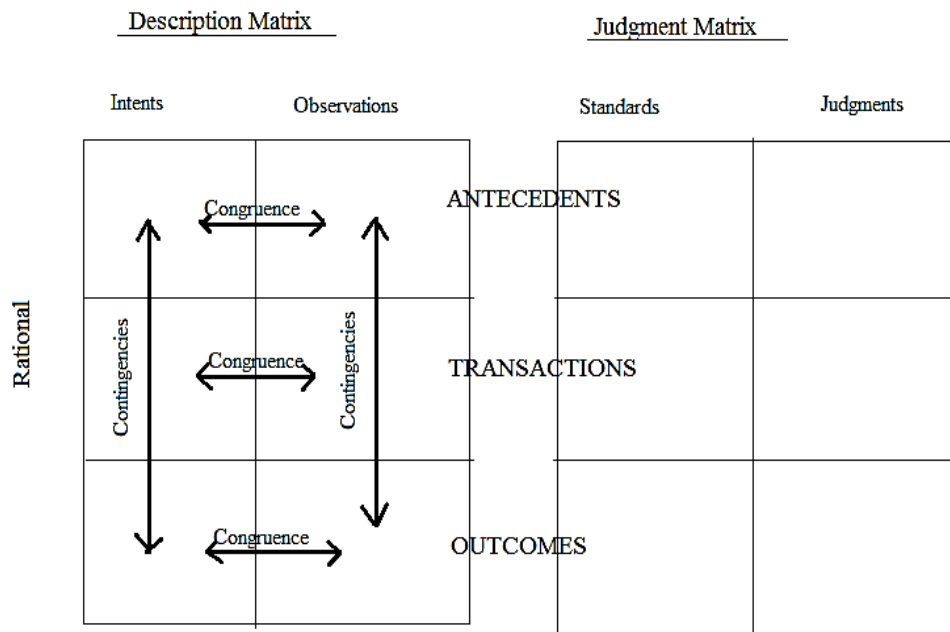 Description Matrix
Judgment Matrix
Intents
Observations
Standards
Judgments
Rational
Congruence
ANTECEDENTS
Contingencies
Congruence
Contingencies
TRANSACTIONS
Congruence
OUTCOMES